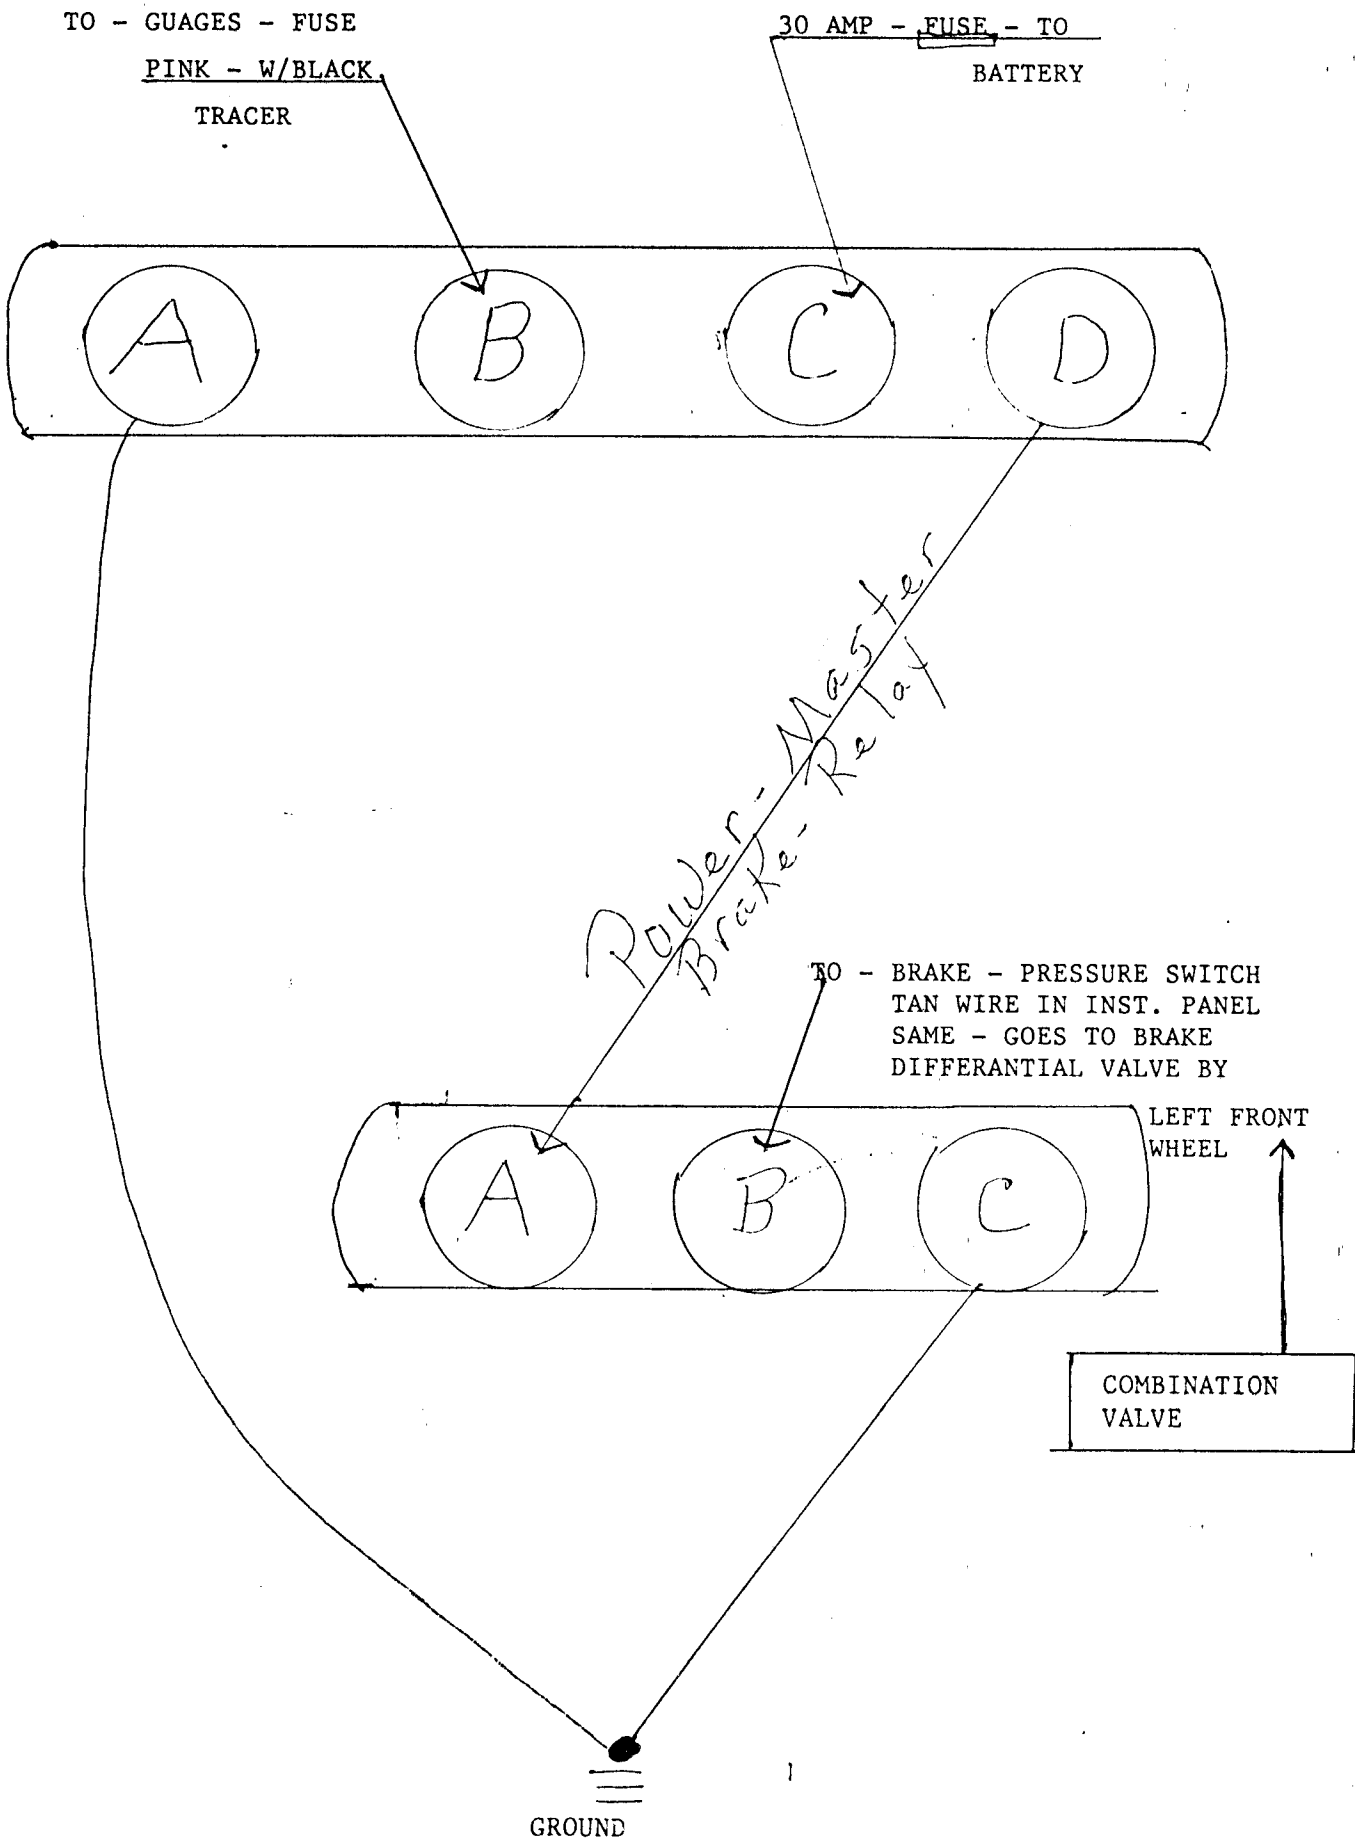 TO - GUAGES - FUSE
PINK - W/BLACK
TRACER
30 AMP - FUSE - TO
BATTERY
A
B
C
D
Power - Master
Brake - Relay
TO - BRAKE - PRESSURE SWITCH
TAN WIRE IN INST. PANEL
SAME - GOES TO BRAKE
DIFFERANTIAL VALVE BY
LEFT FRONT
WHEEL
A
B
C
COMBINATION
VALVE
GROUND